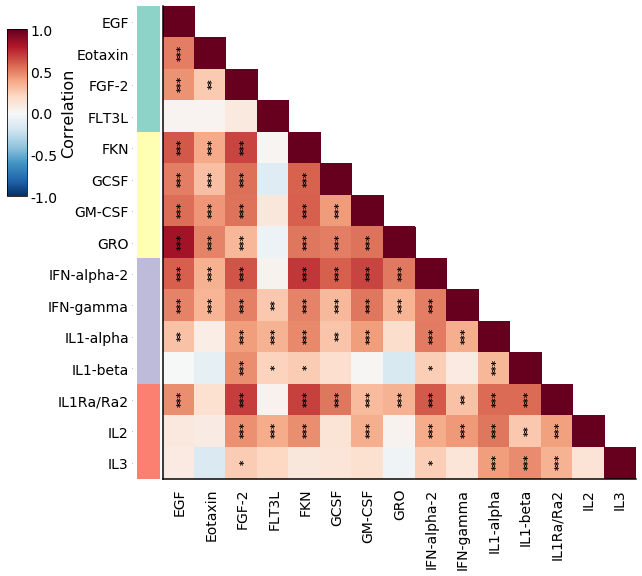 1.0
0.5
0.0
-0.5
-1.0
Correlation
EGF
Eotaxin
***
FGF-2
*** **
FLT3L
FKN
*** *** ***
GCSF
*** *** *** ***
GM-CSF
*** *** *** *** ***
GRO
*** *** *** *** *** ***
IFN-alpha-2
*** *** *** *** *** *** ***
IFN-gamma
*** *** *** ** *** *** *** *** ***
IL1-alpha
** *** *** *** ** *** *** ***
IL1-beta
*** * * * ***
IL1Ra/Ra2
*** *** *** *** *** *** *** ** *** ***
IL2
*** *** *** *** *** *** *** ** ***
IL3
* * *** *** ***
EGF
Eotaxin
FGF-2
FLT3L
FKN
GCSF
GM-CSF
GRO
IFN-alpha-2
IFN-gamma
IL1-alpha
IL1-beta
IL1Ra/Ra2
IL2
IL3